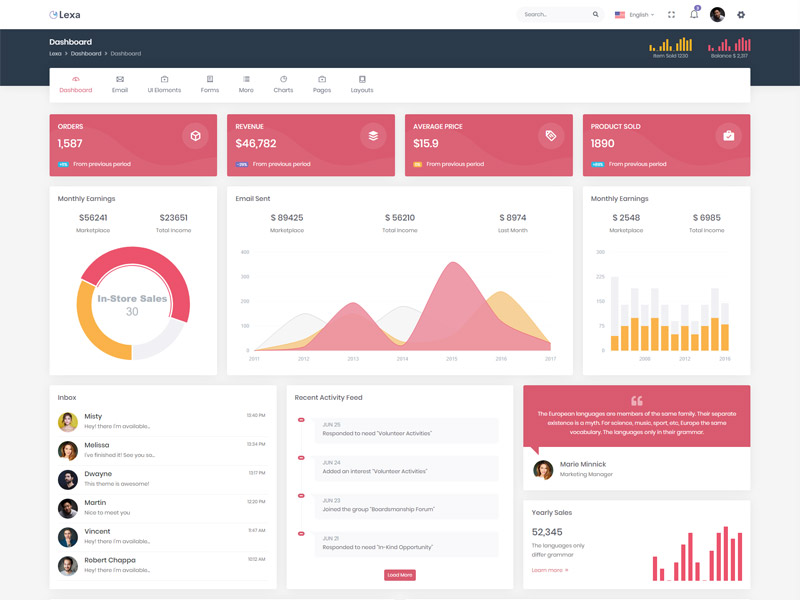 Lexa
Search...
English
3
Dashboard
Lexa > Dashboard > Dashboard
Item Sold 1230
Balance $ 2,317
Dashboard
Email
UI Elements
Forms
More
Charts
Pages
Layouts
ORDERS
1,587
From previous period
REVENUE
$46,782
From previous period
AVERAGE PRICE
$15.9
From previous period
PRODUCT SOLD
1890
From previous period
Monthly Earnings
$56241
$23651
Marketplace
Total Income
In-Store Sales
30
Email Sent
$ 89425
$ 56210
$ 8974
Marketplace
Total Income
Last Month
400
300
200
100
0
2011
2012
2013
2014
2015
2016
2017
Monthly Earnings
$ 2548
$ 6985
Marketplace
Total Income
300
225
150
75
0
2008
2012
2016
Inbox
Misty
13:40 PM
Hey! there I'm available...
Melissa
13:34 PM
I've finished it! See you so...
Dwayne
13:17 PM
This theme is awesome!
Martin
12:20 PM
Nice to meet you
Vincent
11:47 AM
Hey! there I'm available...
Robert Chappa
10:12 AM
Hey! there I'm available...
Recent Activity Feed
JUN 25
Responded to need "Volunteer Activities"
JUN 24
Added an interest "Volunteer Activities"
JUN 23
Joined the group "Boardsmanship Forum"
JUN 21
Responded to need "In-Kind Opportunity"
Load More
The European languages are members of the same family. Their separate
existence is a myth. For science, music, sport, etc, Europe the same
vocabulary. The languages only in their grammar.
Marie Minnick
Marketing Manager
Yearly Sales
52,345
The languages only
differ grammar
Learn more